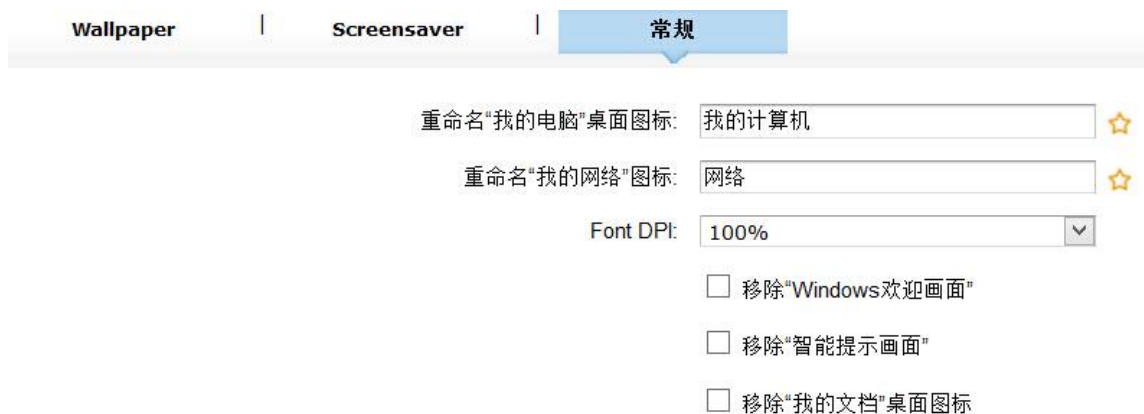 Wallpaper | Screensaver | 常规
重命名“我的电脑”桌面图标: 我的计算机
重命名“我的网络”图标: 网络
Font DPI: 100%
移除“Windows欢迎画面”
移除“智能提示画面”
移除“我的文档”桌面图标